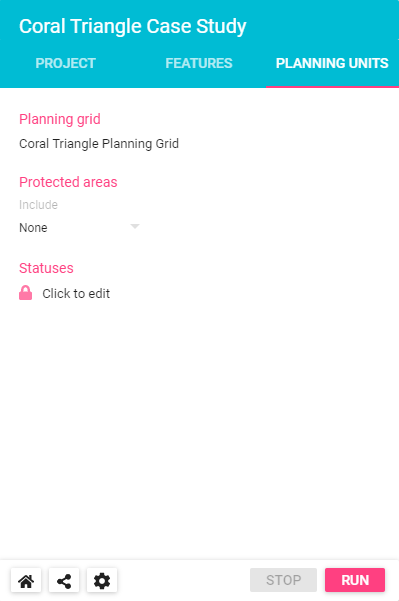 Coral Triangle Case Study
PROJECT FEATURES PLANNING UNITS
Planning grid
Coral Triangle Planning Grid
Protected areas
Include
None
Statuses
Click to edit
STOP RUN